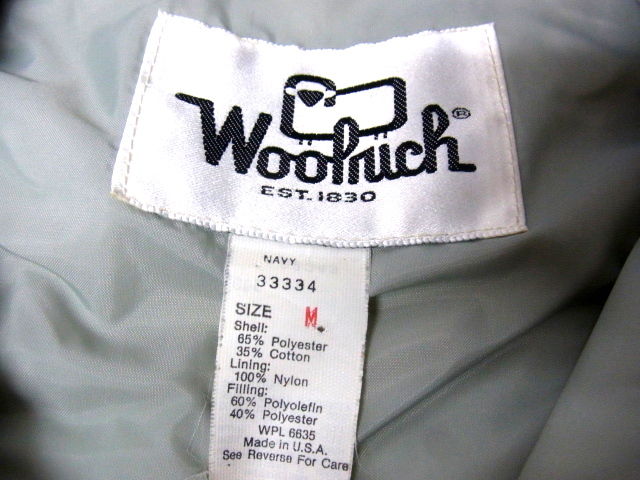 Woolrich®
EST. 1830
NAVY
33334
SIZE M
Shell:
65% Polyester
35% Cotton
Lining:
100% Nylon
Filling:
60% Polyolefin
40% Polyester
WPL 6635
Made in U.S.A.
See Reverse For Care